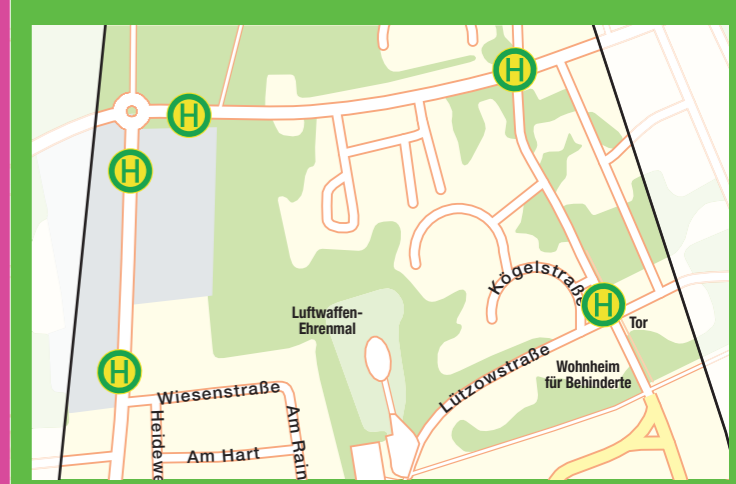 H
H
H
Kögelstraße
H
Luftwaffen-
Ehrenmal
Tor
Lützowstraße
Wohnheim
für Behinderte
H
Wiesenstraße
Am Hart
Am Rain